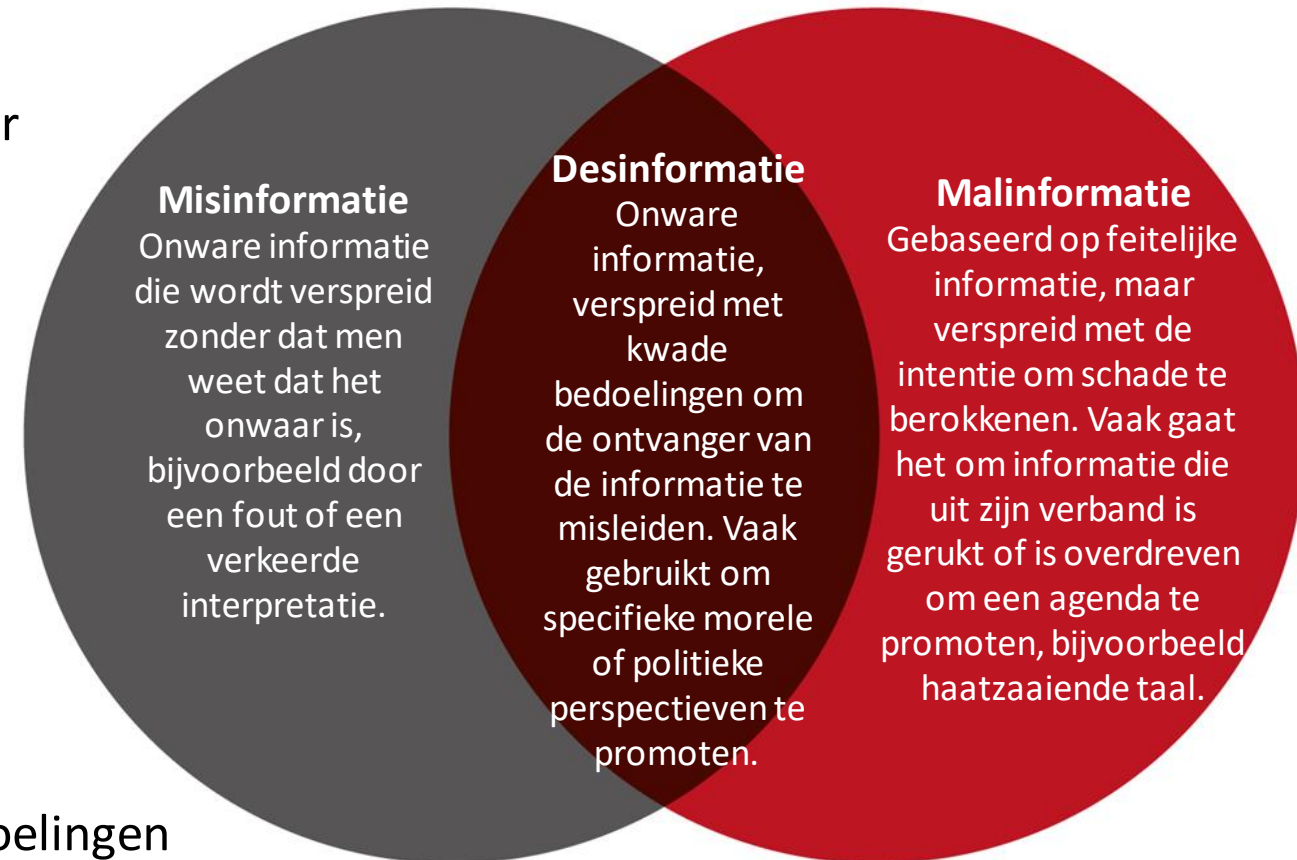 r
Misinformatie
Onware informatie
die wordt verspreid
zonder dat men
weet dat het
onwaar is,
bijvoorbeeld door
een fout of een
verkeerde
interpretatie.
Desinformatie
Onware
informatie,
verspreid met
kwade
bedoelingen om
de ontvanger van
de informatie te
misleiden. Vaak
gebruikt om
specifieke morele
of politieke
perspectieven te
promoten.
Malinformatie
Gebaseerd op feitelijke
informatie, maar
verspreid met de
intentie om schade te
berokkenen. Vaak gaat
het om informatie die
uit zijn verband is
gerukt of is overdreven
om een agenda te
promoten, bijvoorbeeld
haatzaaiende taal.